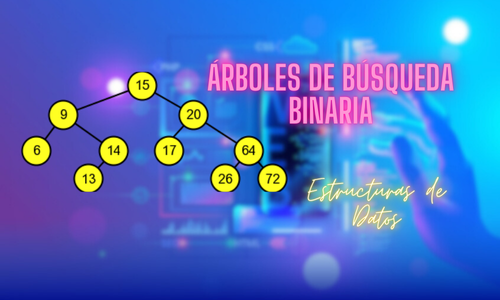 ÁRBOLES DE BÚSQUEDA
BINARIA
15
9 20
6 14 17 64
13 26 72
Estructuras de
Datos